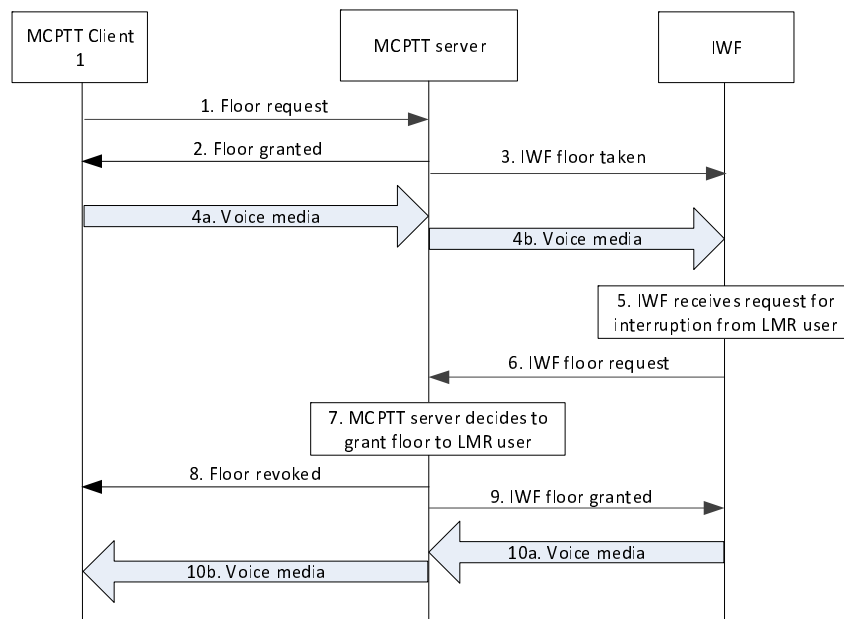 MCPTT Client
1
MCPTT server
IWF
1. Floor request
2. Floor granted
3. IWF floor taken
4a. Voice media
4b. Voice media
5. IWF receives request for
interruption from LMR user
6. IWF floor request
7. MCPTT server decides to
grant floor to LMR user
8. Floor revoked
9. IWF floor granted
10a. Voice media
10b. Voice media